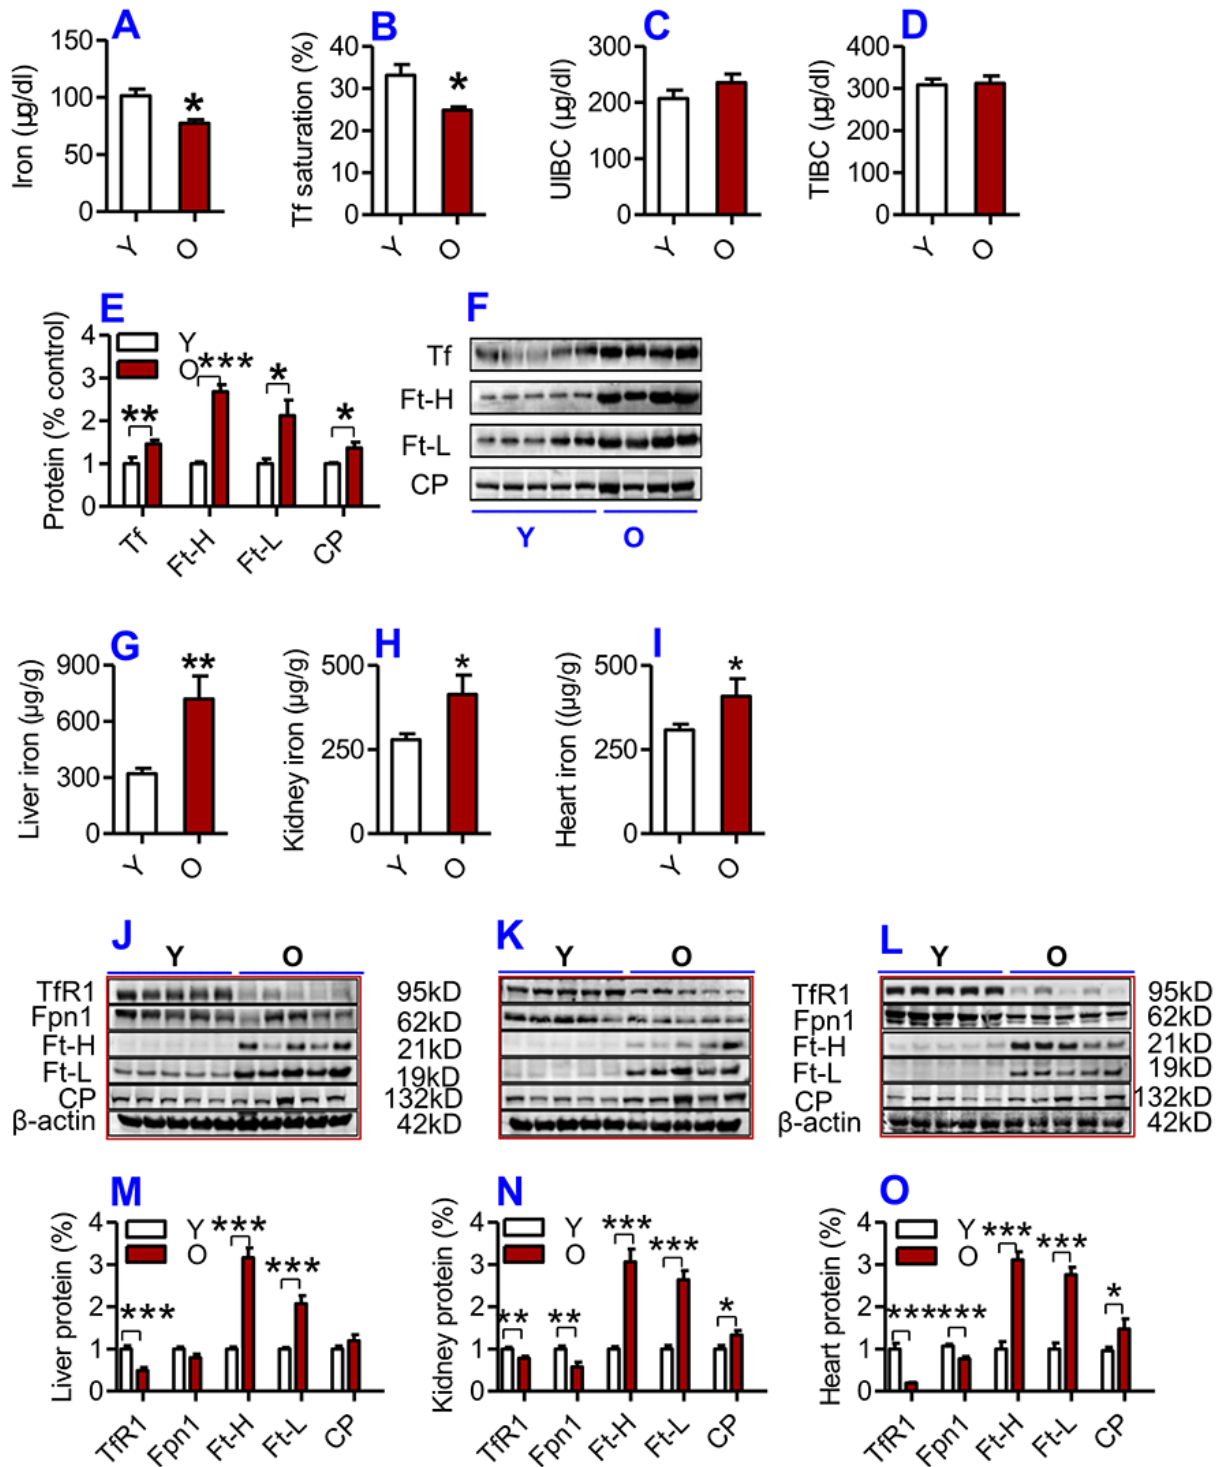 A
B
C
D
Iron (µg/dl)
150
100
50
0
*
Y
O
Tf saturation (%)
40
30
20
10
0
*
Y
O
UIBC (µg/dl)
300
200
100
0
Y
O
TIBC (µg/dl)
400
300
200
100
0
Y
O
E
F
Protein (% control)
4
3
2
1
0
Y
O
**
***
*
*
Tf
Ft-H
Ft-L
CP
Tf
Ft-H
Ft-L
CP
Y
O
G
H
I
Liver iron (µg/g)
900
600
300
0
**
Y
O
Kidney iron (µg/g)
500
250
0
*
Y
O
Heart iron ((µg/g)
500
250
0
*
Y
O
J
Y
O
TfR1
Fpn1
Ft-H
Ft-L
CP
β-actin
95kD
62kD
21kD
19kD
132kD
42kD
K
Y
O
L
Y
O
TfR1
Fpn1
Ft-H
Ft-L
CP
β-actin
95kD
62kD
21kD
19kD
132kD
42kD
M
Liver protein (%)
4
3
2
1
0
Y
O
***
***
***
TfR1
Fpn1
Ft-H
Ft-L
CP
N
Kidney protein (%)
4
3
2
1
0
Y
O
**
**
***
***
*
TfR1
Fpn1
Ft-H
Ft-L
CP
O
Heart protein (%)
4
3
2
1
0
Y
O
***
***
***
***
*
TfR1
Fpn1
Ft-H
Ft-L
CP